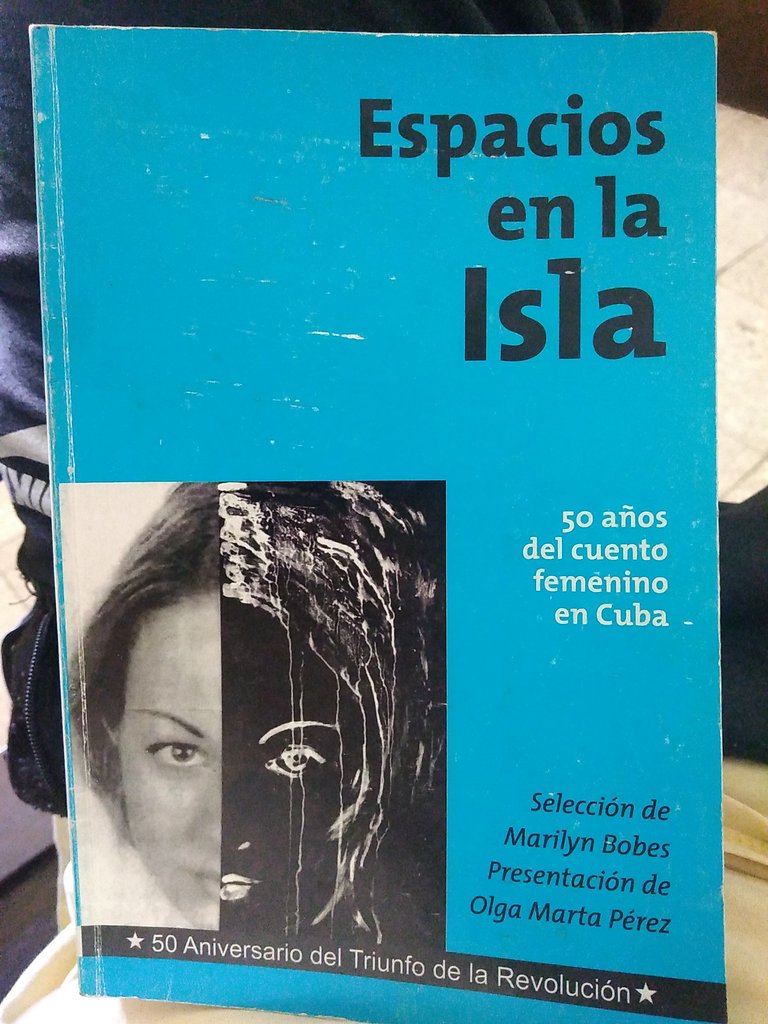 Espacios
en la
Isla
50 años
del cuento
femenino
en Cuba
Selección de
Marilyn Bobes
Presentación de
Olga Marta Pérez
★ 50 Aniversario del Triunfo de la Revolución ★